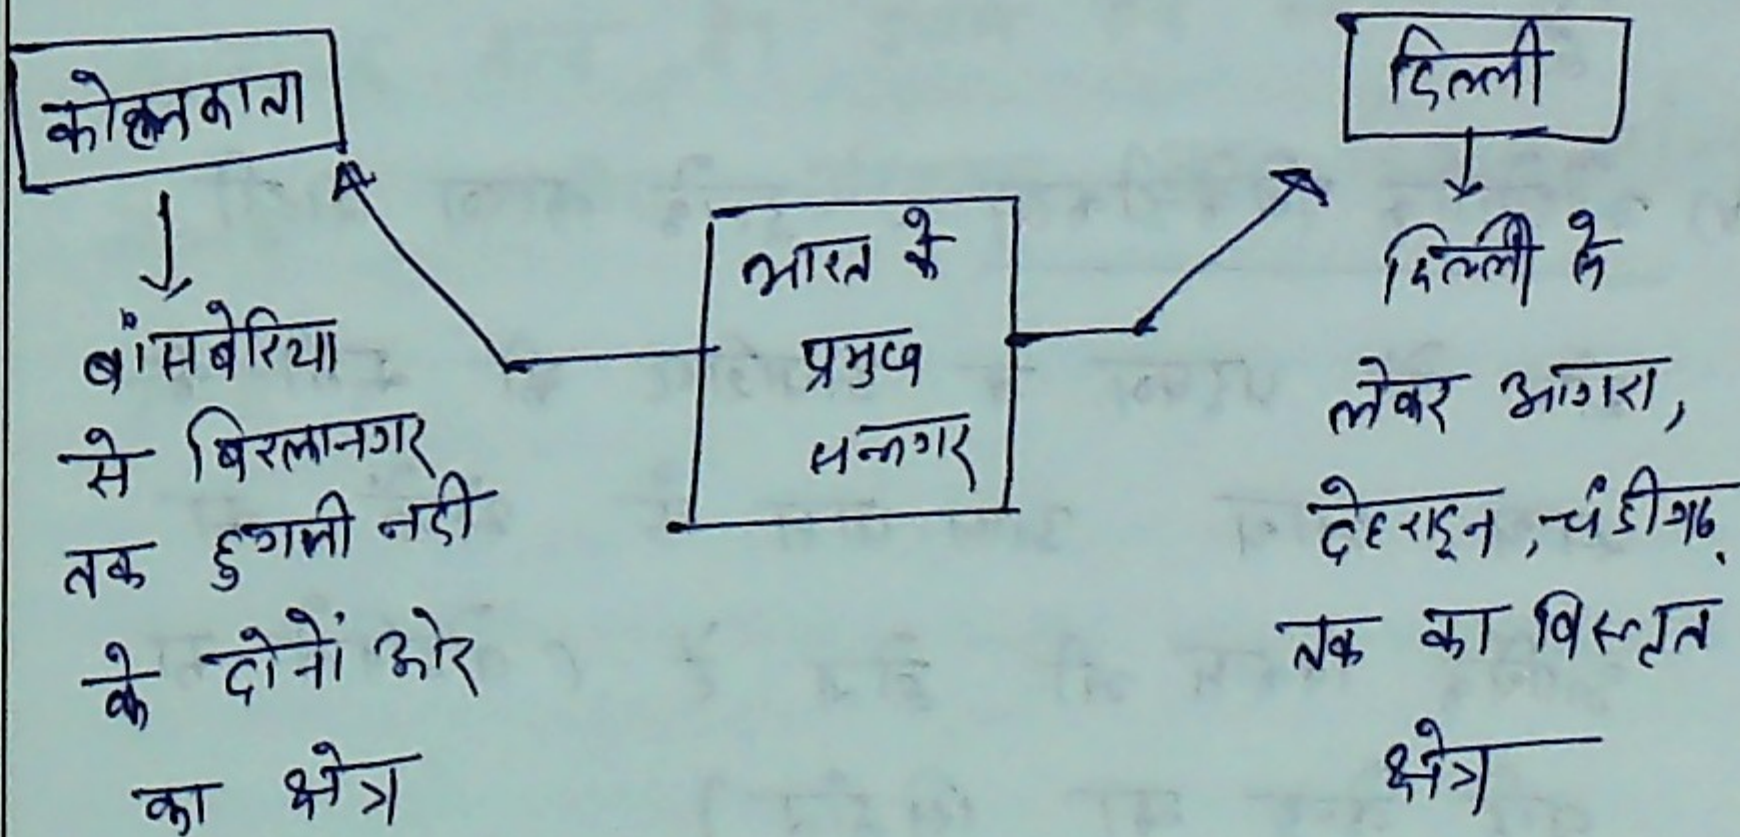 कोलकाता
बांसबेरिया
से बिरलानगर
तक हुगली नदी
के दोनों ओर
का क्षेत्र
भारत के
प्रमुख
सन्नगर
दिल्ली
दिल्ली से
लेकर आगरा,
देहरादून, चंडीगढ़
तक का विस्तृत
क्षेत्र